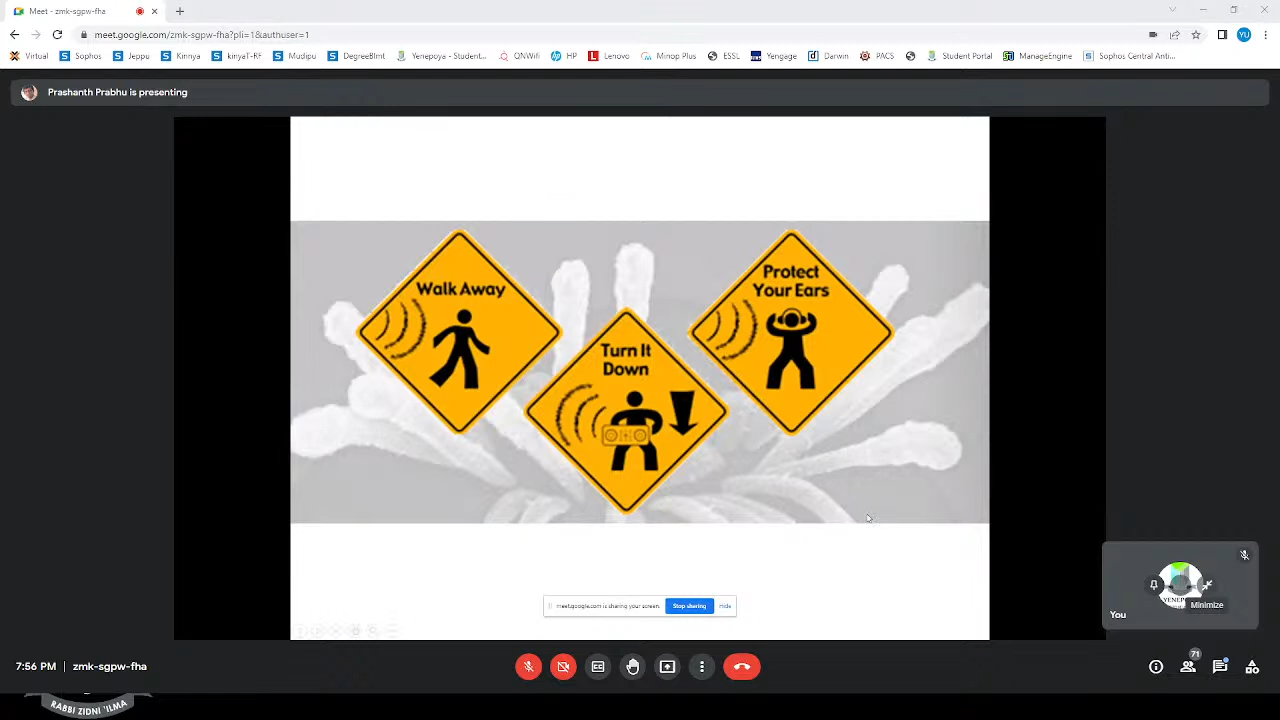 Meet - zmk-sgpw-fha
meet.google.com/zmk-sgpw-fha?pli=1&authuser=1
YU
Virtual
Sophos
Jeppu
Kinnya
kinyaT-RF
Mudipu
DegreeBlmt
Yenepoya - Student...
QNWifi
HP
Lenovo
Minop Plus
ESSL
Yengage
Darwin
PACS
Student Portal
ManageEngine
Sophos Central Anti...
Prashanth Prabhu is presenting
Walk Away
Turn It
Down
Protect
Your Ears
meet.google.com is sharing your screen.
Stop sharing
Hide
Minimize
You
7:56 PM | zmk-sgpw-fha
71
RABBI ZIDNI 'ILMA